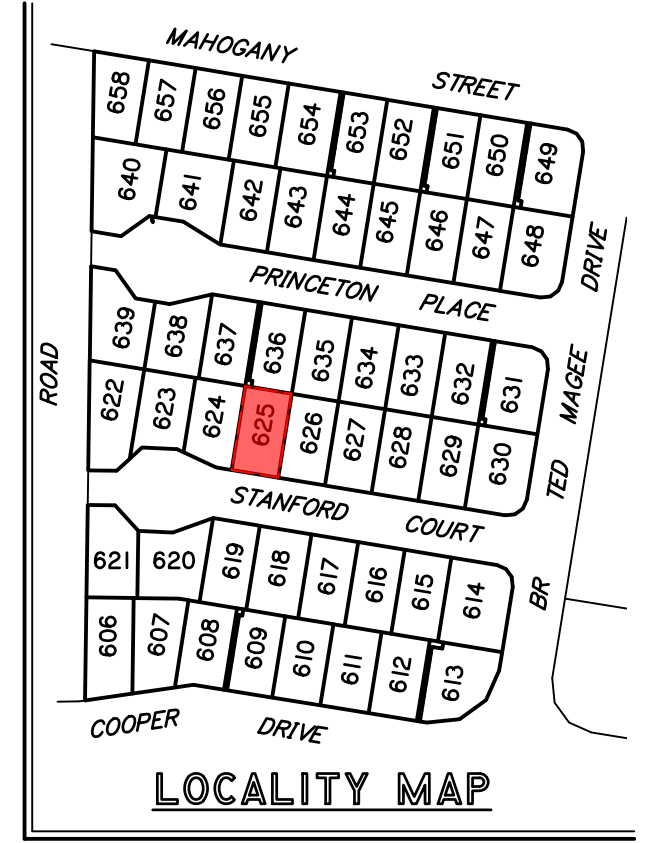 MAHOGANY STREET
658 657 656 655 654 653 652 651 650 649
640 641 642 643 644 645 646 647 648
DRIVE
PRINCETON PLACE
639 638 637 636 635 634 633 632 631
ROAD
MAGEE
622 623 624 625 626 627 628 629 630
TED
STANFORD COURT
621 620 619 618 617 616 615 614
BR
606 607 608 609 610 611 612 613
COOPER DRIVE
LOCALITY MAP